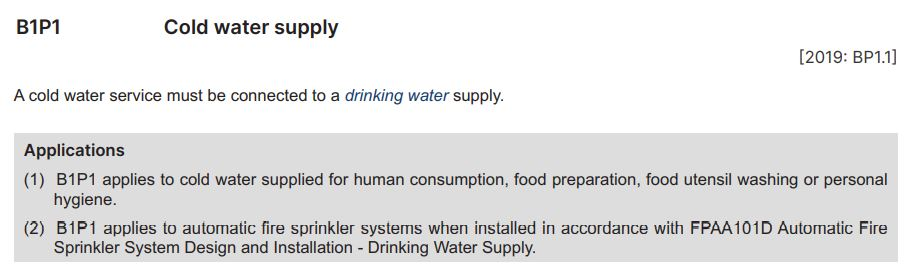 B1P1 Cold water supply
[2019: BP1.1]
A cold water service must be connected to a drinking water supply.
Applications
(1) B1P1 applies to cold water supplied for human consumption, food preparation, food utensil washing or personal
hygiene.
(2) B1P1 applies to automatic fire sprinkler systems when installed in accordance with FPAA101D Automatic Fire
Sprinkler System Design and Installation - Drinking Water Supply.